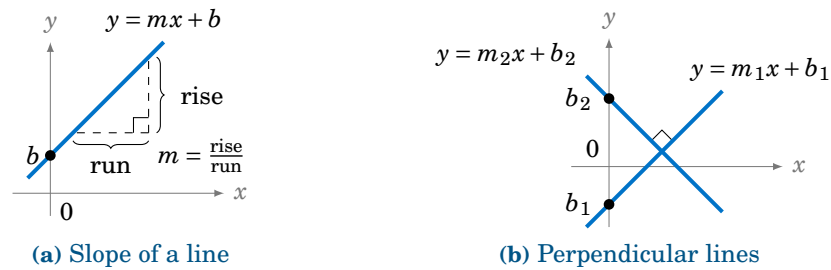 y
y = mx + b
rise
b
run
m = rise/run
x
0
(a) Slope of a line
y
y = m₂x + b₂
y = m₁x + b₁
b₂
0
x
b₁
(b) Perpendicular lines